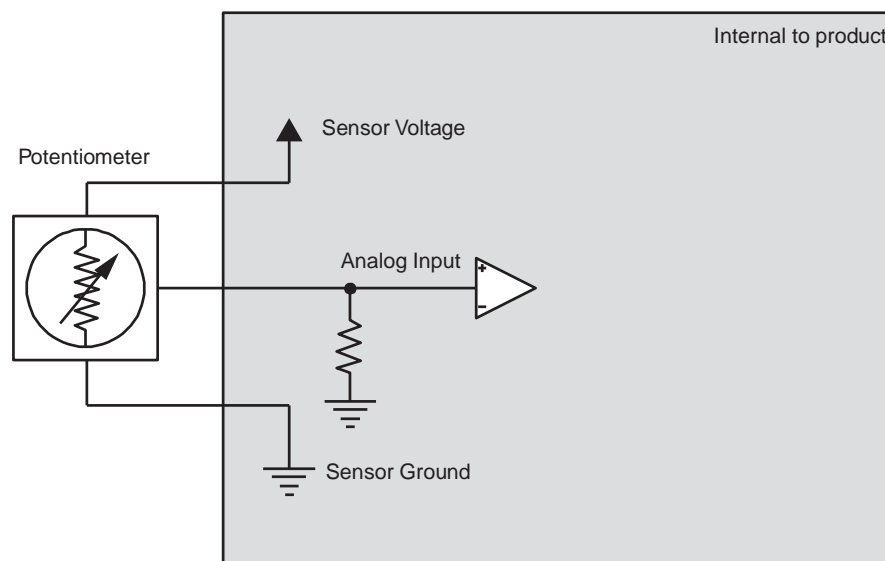 Internal to product
Sensor Voltage
Potentiometer
Analog Input
+
-
Sensor Ground